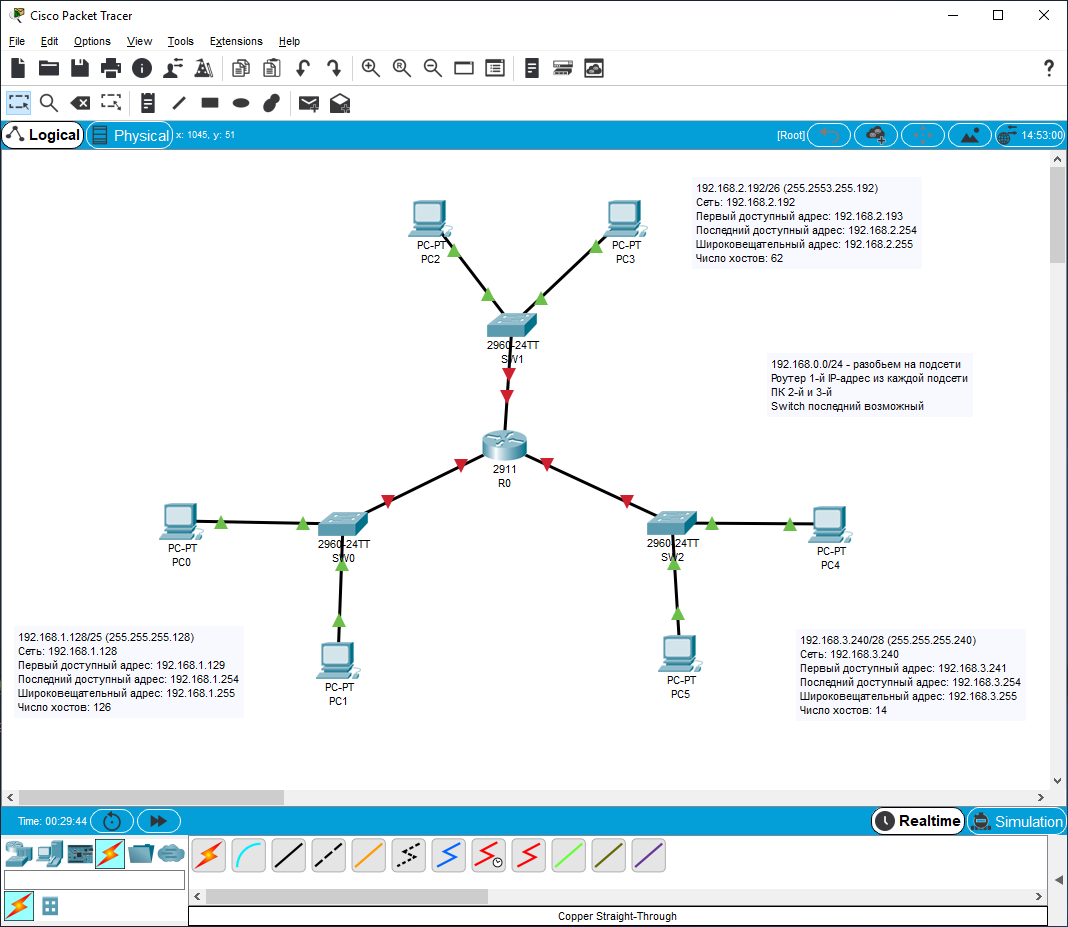 Cisco Packet Tracer
File Edit Options View Tools Extensions Help
Logical Physical x: 1045, y: 51 [Root] 14:53:00
192.168.2.192/26 (255.2553.255.192)
Сеть: 192.168.2.192
Первый доступный адрес: 192.168.2.193
Последний доступный адрес: 192.168.2.254
Широковещательный адрес: 192.168.2.255
Число хостов: 62
PC-PT
PC2
PC-PT
PC3
2960-24TT
SW1
192.168.0.0/24 - разобьем на подсети
Роутер 1-й IP-адрес из каждой подсети
ПК 2-й и 3-й
Switch последний возможный
2911
R0
PC-PT
PC0
2960-24TT
SW0
2960-24TT
SW2
PC-PT
PC4
192.168.1.128/25 (255.255.255.128)
Сеть: 192.168.1.128
Первый доступный адрес: 192.168.1.129
Последний доступный адрес: 192.168.1.254
Широковещательный адрес: 192.168.1.255
Число хостов: 126
PC-PT
PC1
PC-PT
PC5
192.168.3.240/28 (255.255.255.240)
Сеть: 192.168.3.240
Первый доступный адрес: 192.168.3.241
Последний доступный адрес: 192.168.3.254
Широковещательный адрес: 192.168.3.255
Число хостов: 14
Time: 00:29:44 Realtime Simulation
Copper Straight-Through